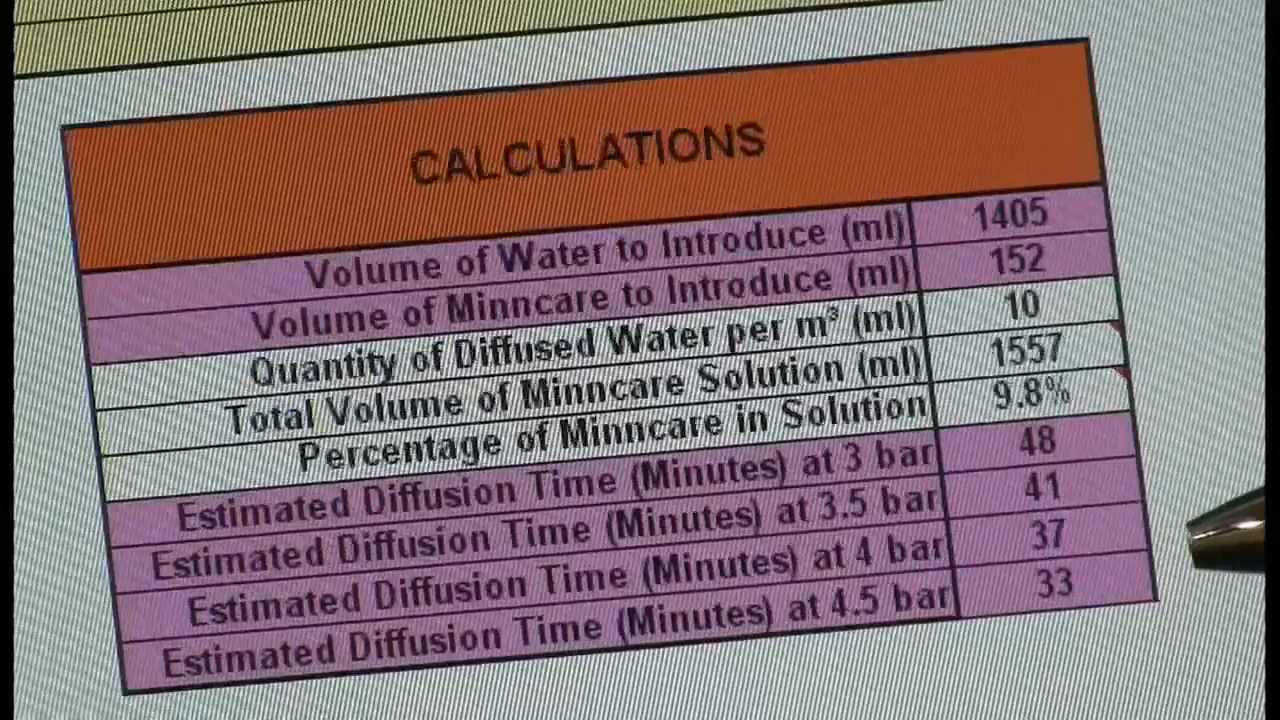 CALCULATIONS
Volume of Water to Introduce (ml) 1405
Volume of Minncare to Introduce (ml) 152
Quantity of Diffused Water per m³ (ml) 10
Total Volume of Minncare Solution (ml) 1557
Percentage of Minncare in Solution 9.8%
Estimated Diffusion Time (Minutes) at 3 bar 48
Estimated Diffusion Time (Minutes) at 3.5 bar 41
Estimated Diffusion Time (Minutes) at 4 bar 37
Estimated Diffusion Time (Minutes) at 4.5 bar 33